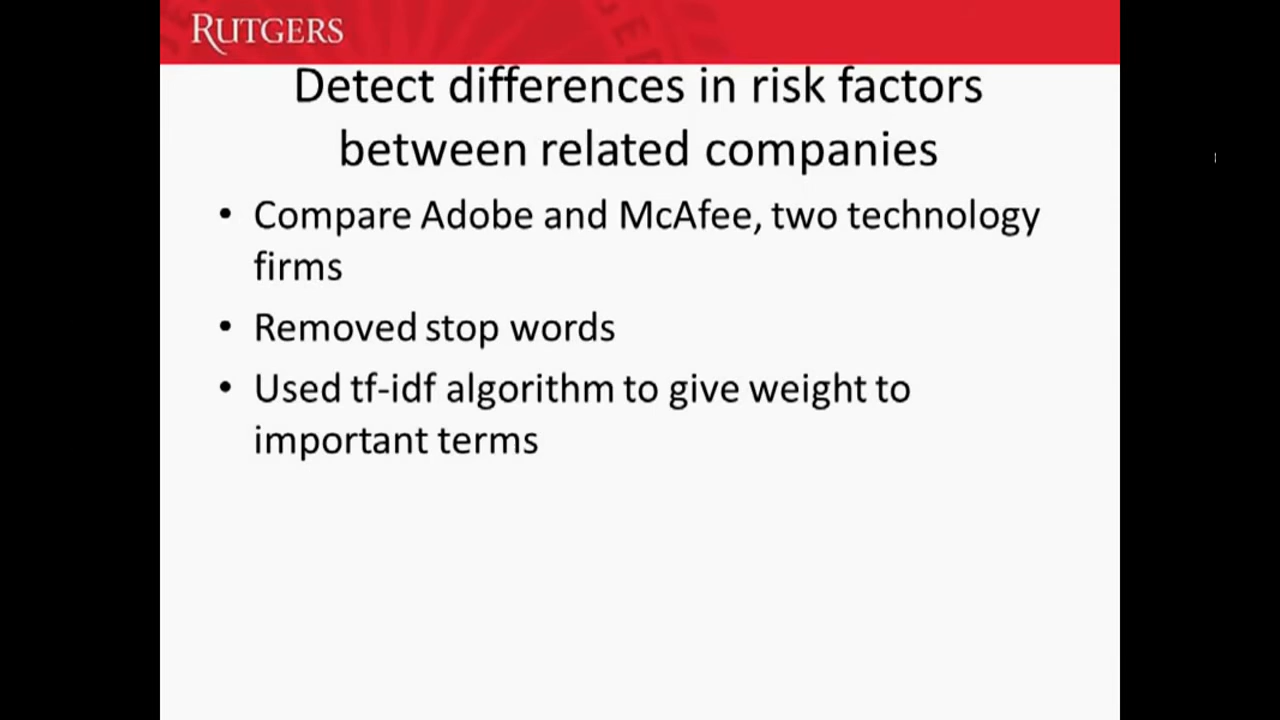 RUTGERS
Detect differences in risk factors
between related companies
• Compare Adobe and McAfee, two technology
firms
• Removed stop words
• Used tf-idf algorithm to give weight to
important terms